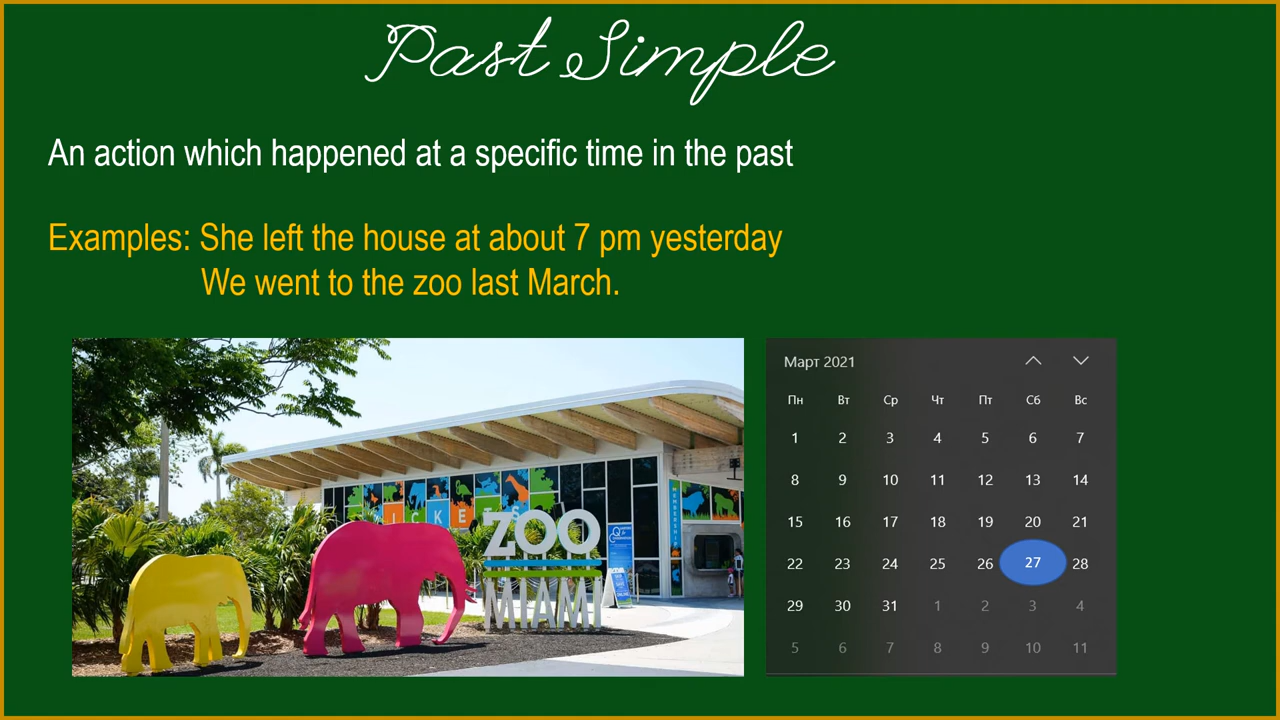 Past Simple
An action which happened at a specific time in the past
Examples: She left the house at about 7 pm yesterday
We went to the zoo last March.
TICKETS
ZOO
MIAMI
MEMBERSHIP
Март 2021
Пн Вт Ср Чт Пт Сб Вс
1 2 3 4 5 6 7
8 9 10 11 12 13 14
15 16 17 18 19 20 21
22 23 24 25 26 27 28
29 30 31 1 2 3 4
5 6 7 8 9 10 11